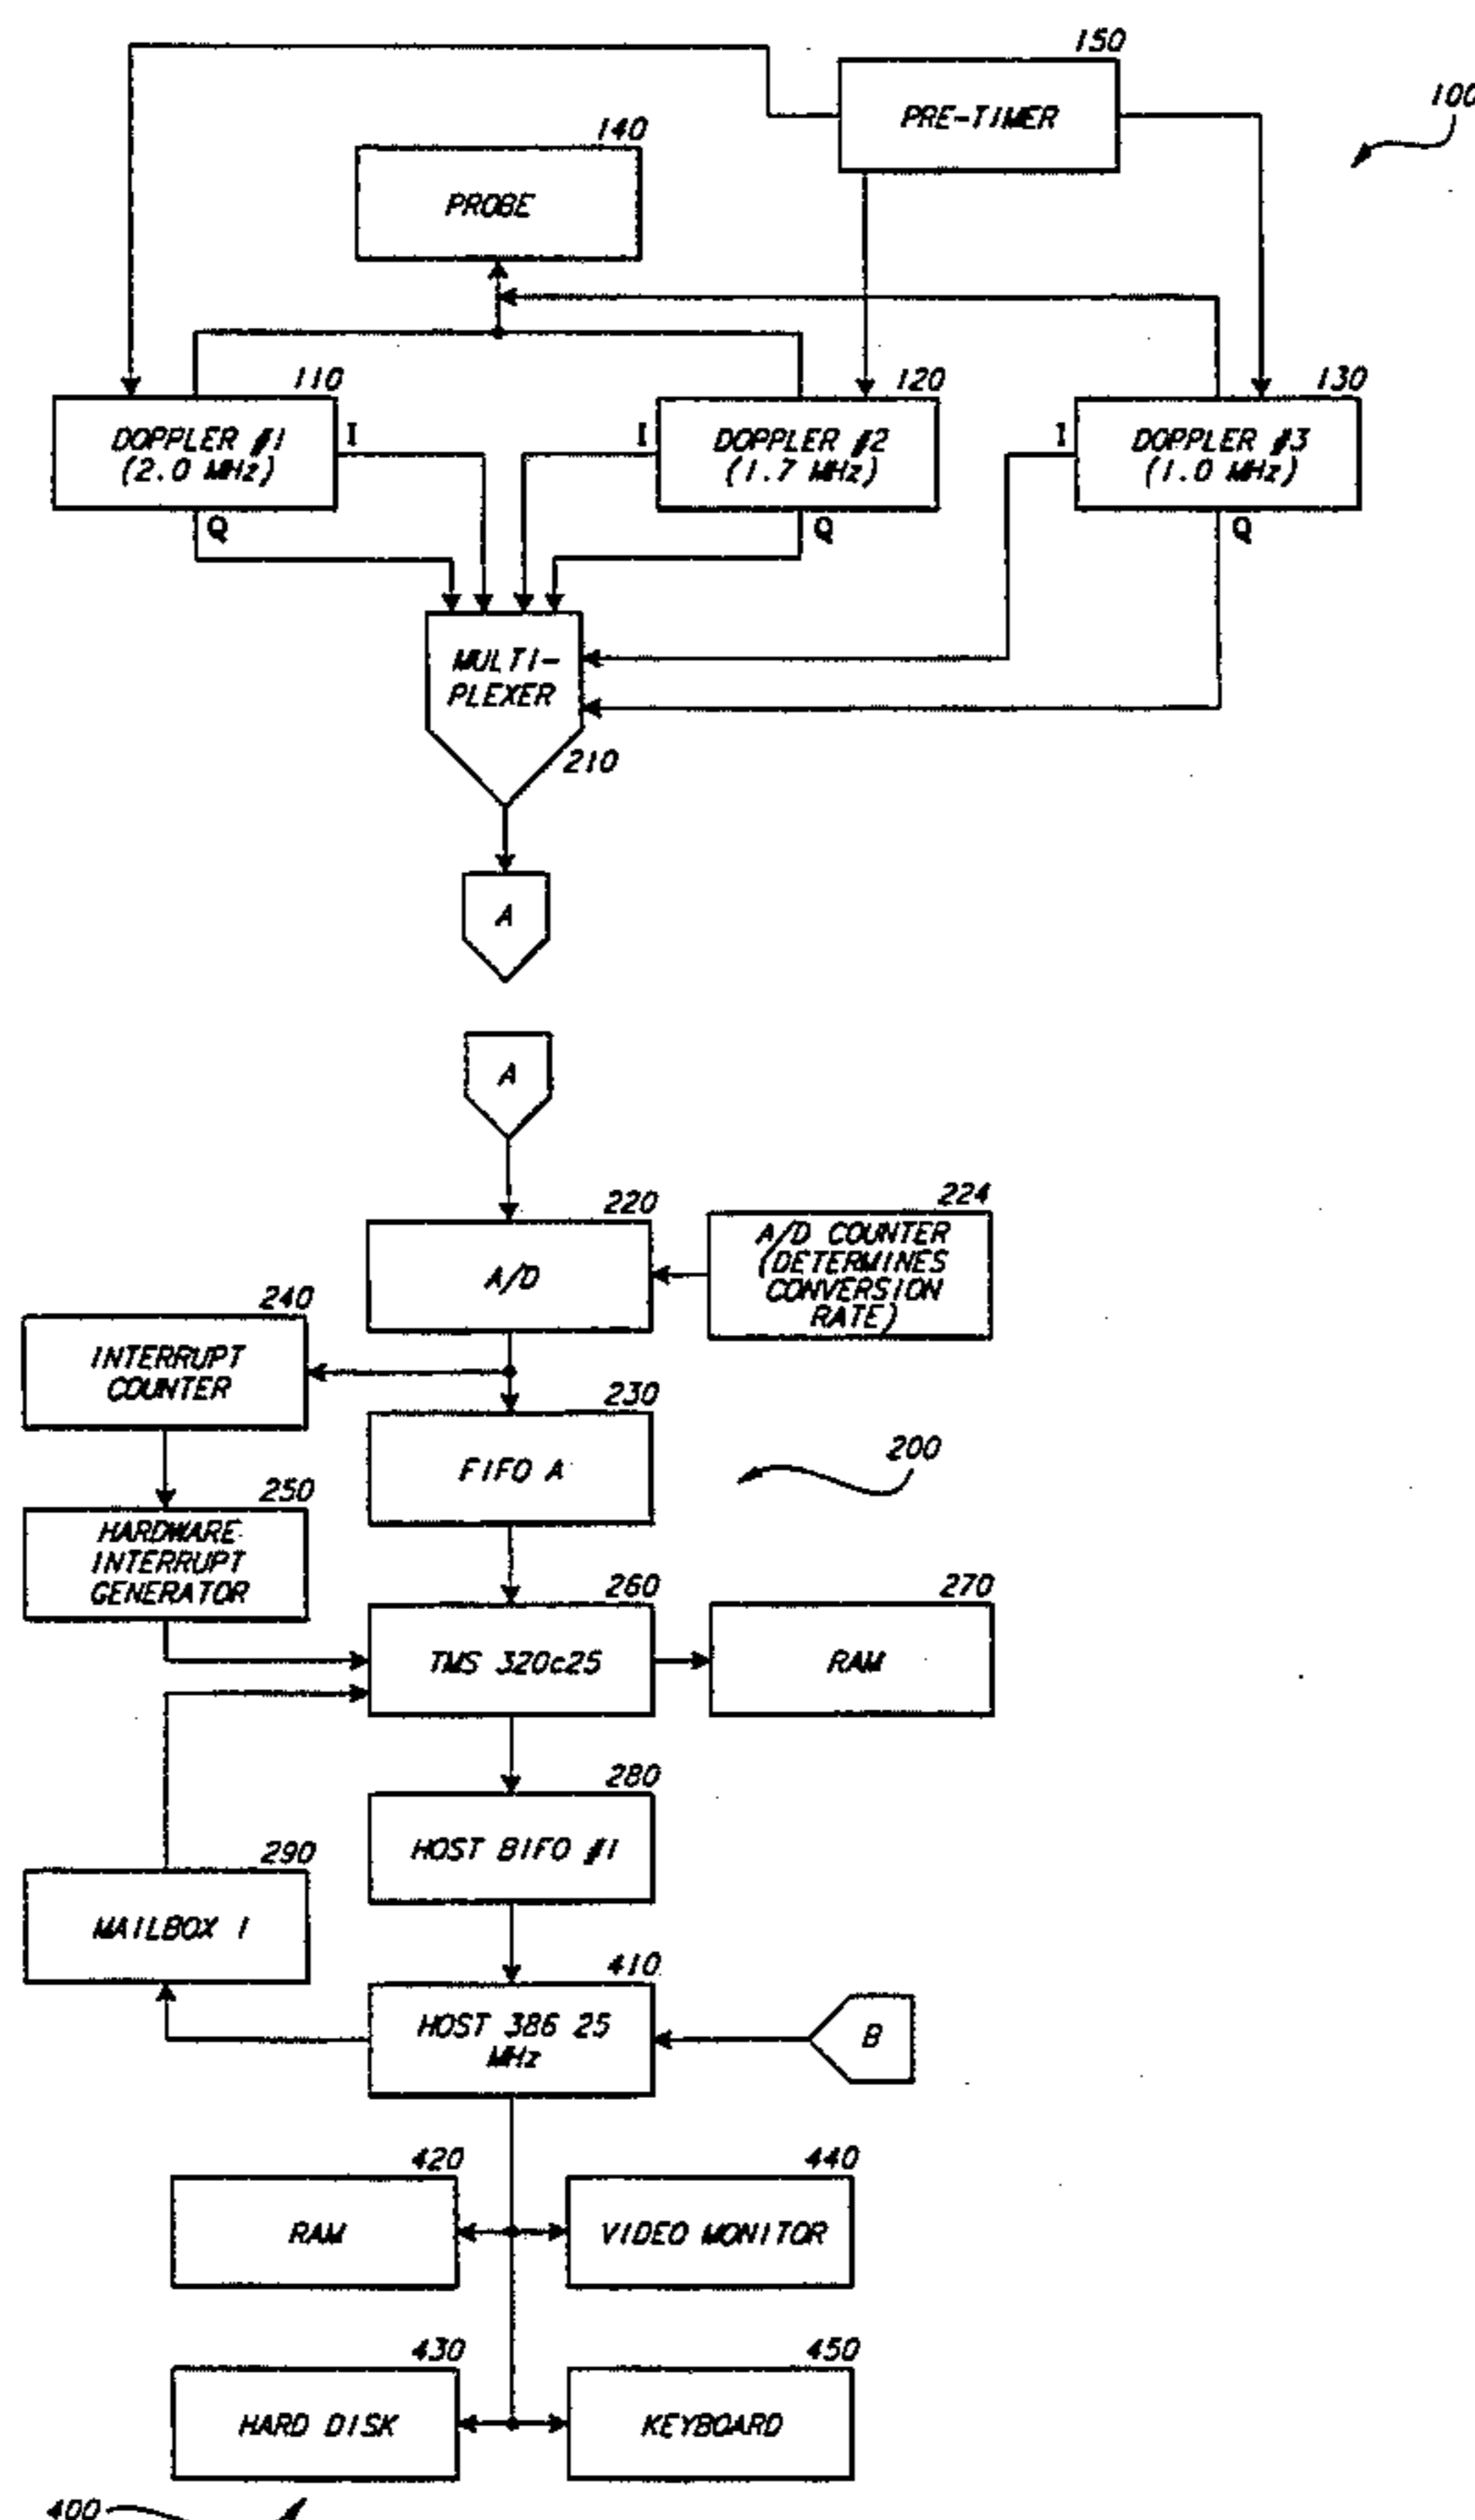 150
PRE-TIMER
100
140
PROBE
110
DOPPLER #1
(2.0 MHz)
I
Q
120
I
DOPPLER #2
(1.7 MHz)
Q
130
I
DOPPLER #3
(1.0 MHz)
Q
MULTI-
PLEXER
210
A
A
220
A/D
224
A/D COUNTER
(DETERMINES
CONVERSION
RATE)
240
INTERRUPT
COUNTER
230
FIFO A
200
250
HARDWARE
INTERRUPT
GENERATOR
260
TMS 320c25
270
RAM
280
HOST BIFO #1
290
MAILBOX 1
410
HOST 386 25
MHz
B
420
RAM
440
VIDEO MONITOR
430
HARD DISK
450
KEYBOARD
400